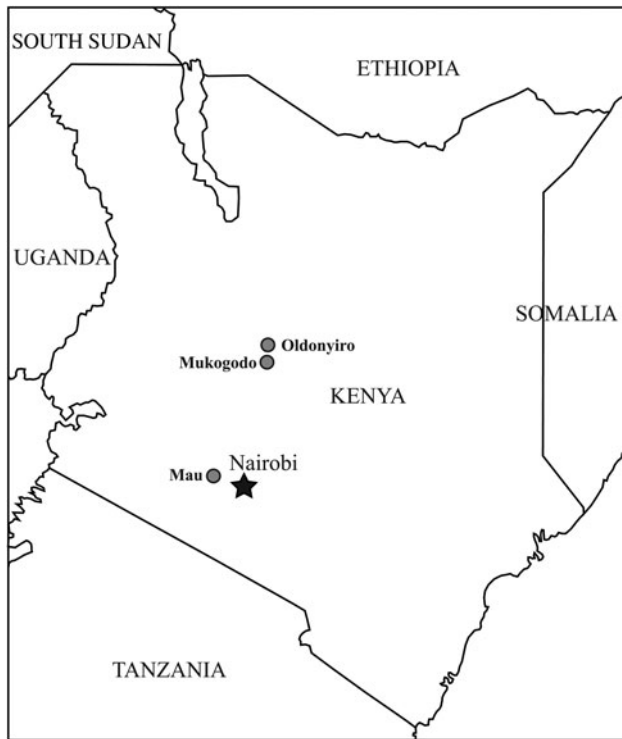 SOUTH SUDAN
ETHIOPIA
UGANDA
SOMALIA
Oldonyiro
Mukogodo
KENYA
Nairobi
Mau
TANZANIA